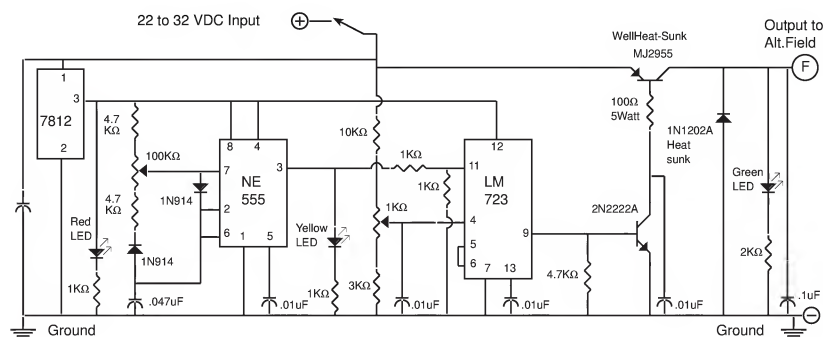 22 to 32 VDC Input
+
Output to
Alt.Field
F
WellHeat-Sunk
MJ2955
1
3
7812
2
4.7
KΩ
100KΩ
4.7
KΩ
Red
LED
1N914
1KΩ
.047uF
1N914
8
4
7
NE
555
3
2
6
1
5
.01uF
Yellow
LED
1KΩ
10KΩ
1KΩ
1KΩ
1KΩ
3KΩ
.01uF
12
11
LM
723
4
5
6
9
7
13
.01uF
4.7KΩ
2N2222A
100Ω
5Watt
.01uF
1N1202A
Heat
sunk
Green
LED
2KΩ
.1uF
−
Ground
Ground